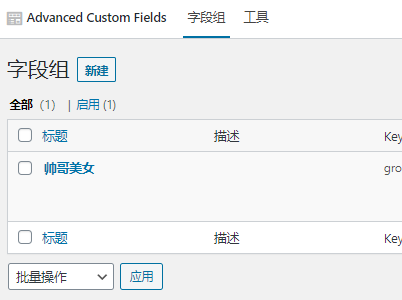 Advanced Custom Fields 字段组 工具
字段组 新建
全部 (1) | 启用 (1)
标题 描述 Key
帅哥美女 gro
标题 描述 Key
批量操作 应用